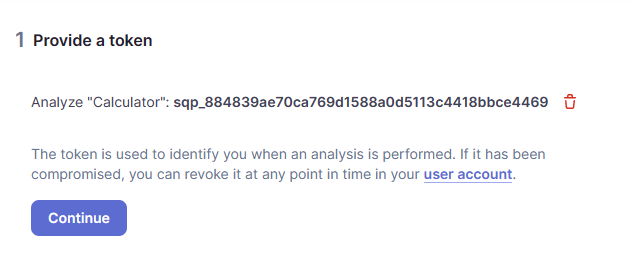 1 Provide a token
Analyze "Calculator": sqp_884839ae70ca769d1588a0d5113c4418bbce4469
The token is used to identify you when an analysis is performed. If it has been
compromised, you can revoke it at any point in time in your user account.
Continue